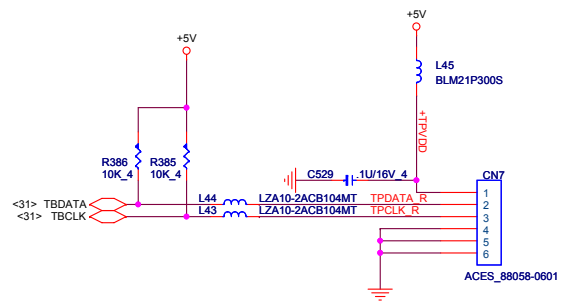 +5V
+5V
L45
BLM21P300S
+TPVDD
R386
10K_4
R385
10K_4
C529
.1U/16V_4
CN7
<31> TBDATA
<31> TBCLK
L44
LZA10-2ACB104MT
TPDATA_R
L43
LZA10-2ACB104MT
TPCLK_R
1
2
3
4
5
6
ACES_88058-0601